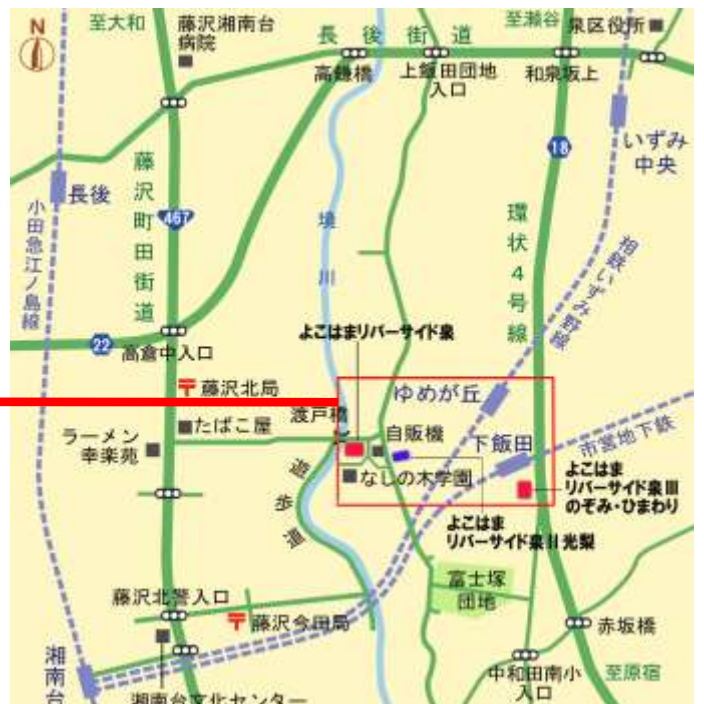 N
至大和
藤沢湘南台
病院
長後街道
至瀬谷
泉区役所
高鎌橋
上飯田団地
入口
和泉坂上
いずみ
中央
18
長後
藤沢町田街道
467
境川
環状4号線
小田急江ノ島線
相鉄いずみ野線
22
高倉中入口
よこはまリバーサイド泉
藤沢北局
渡戸橋
ゆめが丘
たばこ屋
自販機
下飯田
市営地下鉄
ラーメン
幸楽苑
なしの木学園
よこはま
リバーサイド泉Ⅲ
のぞみ・ひまわり
遊歩道
よこはま
リバーサイド泉Ⅱ光梨
富士塚
団地
藤沢北警入口
藤沢今田局
赤坂橋
湘南台
中和田南小
入口
至原宿
湘南台文化センター